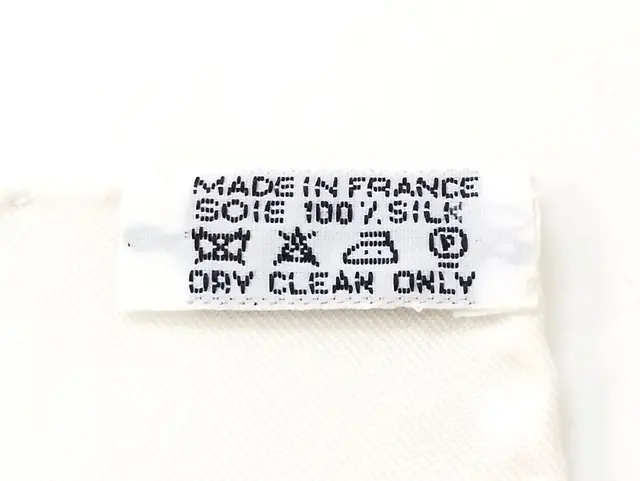 MADE IN FRANCE
SOIE 100% SILK
P
DRY CLEAN ONLY